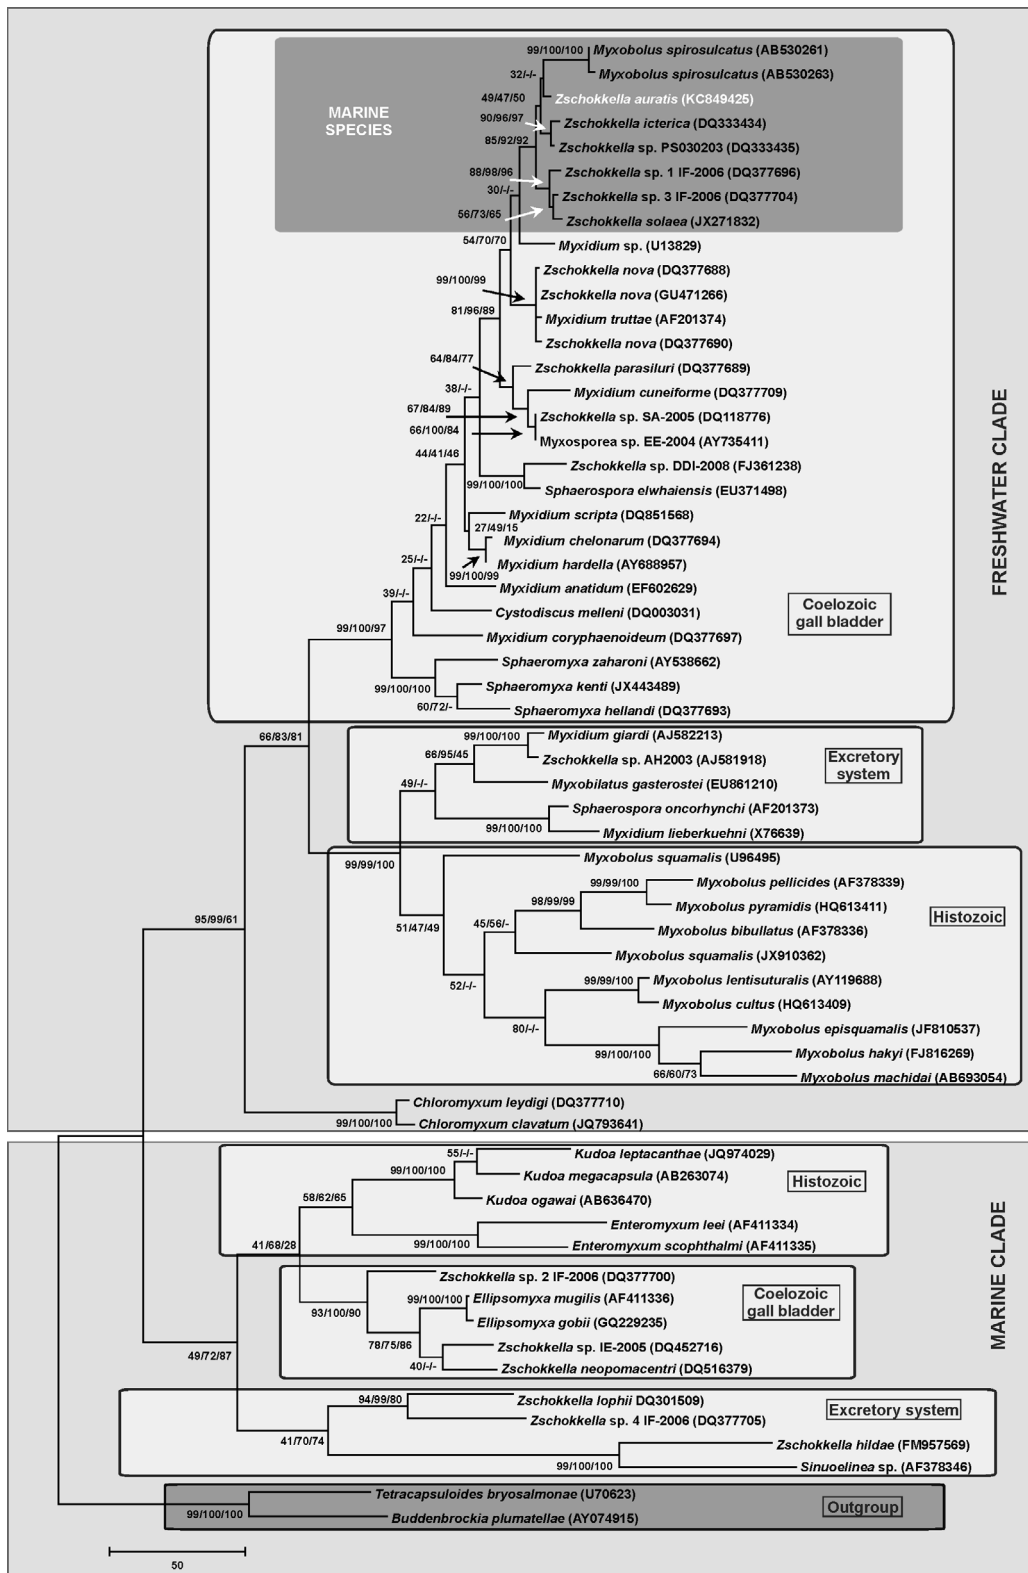 99/100/100
Myxobolus spirosulcatus (AB530261)
32/-/-
Myxobolus spirosulcatus (AB530263)
49/47/50
Zschokkella auratis (KC849425)
MARINE
SPECIES
90/96/97
Zschokkella icterica (DQ333434)
85/92/92
Zschokkella sp. PS030203 (DQ333435)
88/98/96
Zschokkella sp. 1 IF-2006 (DQ377696)
30/-/-
Zschokkella sp. 3 IF-2006 (DQ377704)
56/73/65
Zschokkella solaea (JX271832)
54/70/70
Myxidium sp. (U13829)
Zschokkella nova (DQ377688)
99/100/99
Zschokkella nova (GU471266)
81/96/89
Myxidium truttae (AF201374)
Zschokkella nova (DQ377690)
64/84/77
Zschokkella parasiluri (DQ377689)
38/-/-
Myxidium cuneiforme (DQ377709)
67/84/89
Zschokkella sp. SA-2005 (DQ118776)
66/100/84
Myxosporea sp. EE-2004 (AY735411)
44/41/46
Zschokkella sp. DDI-2008 (FJ361238)
99/100/100
Sphaerospora elwhaiensis (EU371498)
22/-/-
Myxidium scripta (DQ851568)
27/49/15
Myxidium chelonarum (DQ377694)
25/-/-
Myxidium hardella (AY688957)
99/100/99
Myxidium anatidum (EF602629)
39/-/-
Cystodiscus melleni (DQ003031)
Coelozoic
gall bladder
99/100/97
Myxidium coryphaenoideum (DQ377697)
Sphaeromyxa zaharoni (AY538662)
99/100/100
Sphaeromyxa kenti (JX443489)
60/72/-
Sphaeromyxa hellandi (DQ377693)
FRESHWATER CLADE
66/83/81
99/100/100
Myxidium giardi (AJ582213)
66/95/45
Zschokkella sp. AH2003 (AJ581918)
Excretory
system
49/-/-
Myxobilatus gasterostei (EU861210)
Sphaerospora oncorhynchi (AF201373)
99/100/100
Myxidium lieberkuehni (X76639)
99/99/100
Myxobolus squamalis (U96495)
99/99/100
Myxobolus pellicides (AF378339)
98/99/99
Myxobolus pyramidis (HQ613411)
Histozoic
95/99/61
51/47/49
45/56/-
Myxobolus bibullatus (AF378336)
Myxobolus squamalis (JX910362)
52/-/-
99/99/100
Myxobolus lentisuturalis (AY119688)
Myxobolus cultus (HQ613409)
80/-/-
Myxobolus episquamalis (JF810537)
99/100/100
Myxobolus hakyi (FJ816269)
66/60/73
Myxobolus machidai (AB693054)
Chloromyxum leydigi (DQ377710)
99/100/100
Chloromyxum clavatum (JQ793641)
55/-/-
Kudoa leptacanthae (JQ974029)
99/100/100
Kudoa megacapsula (AB263074)
Histozoic
58/62/65
Kudoa ogawai (AB636470)
Enteromyxum leei (AF411334)
41/68/28
99/100/100
Enteromyxum scophthalmi (AF411335)
MARINE CLADE
Zschokkella sp. 2 IF-2006 (DQ377700)
99/100/100
Ellipsomyxa mugilis (AF411336)
Coelozoic
gall bladder
93/100/90
Ellipsomyxa gobii (GQ229235)
78/75/86
Zschokkella sp. IE-2005 (DQ452716)
49/72/87
40/-/-
Zschokkella neopomacentri (DQ516379)
94/99/80
Zschokkella lophii DQ301509)
Excretory system
Zschokkella sp. 4 IF-2006 (DQ377705)
41/70/74
Zschokkella hildae (FM957569)
99/100/100
Sinuoelinea sp. (AF378346)
Tetracapsuloides bryosalmonae (U70623)
Outgroup
99/100/100
Buddenbrockia plumatellae (AY074915)
50